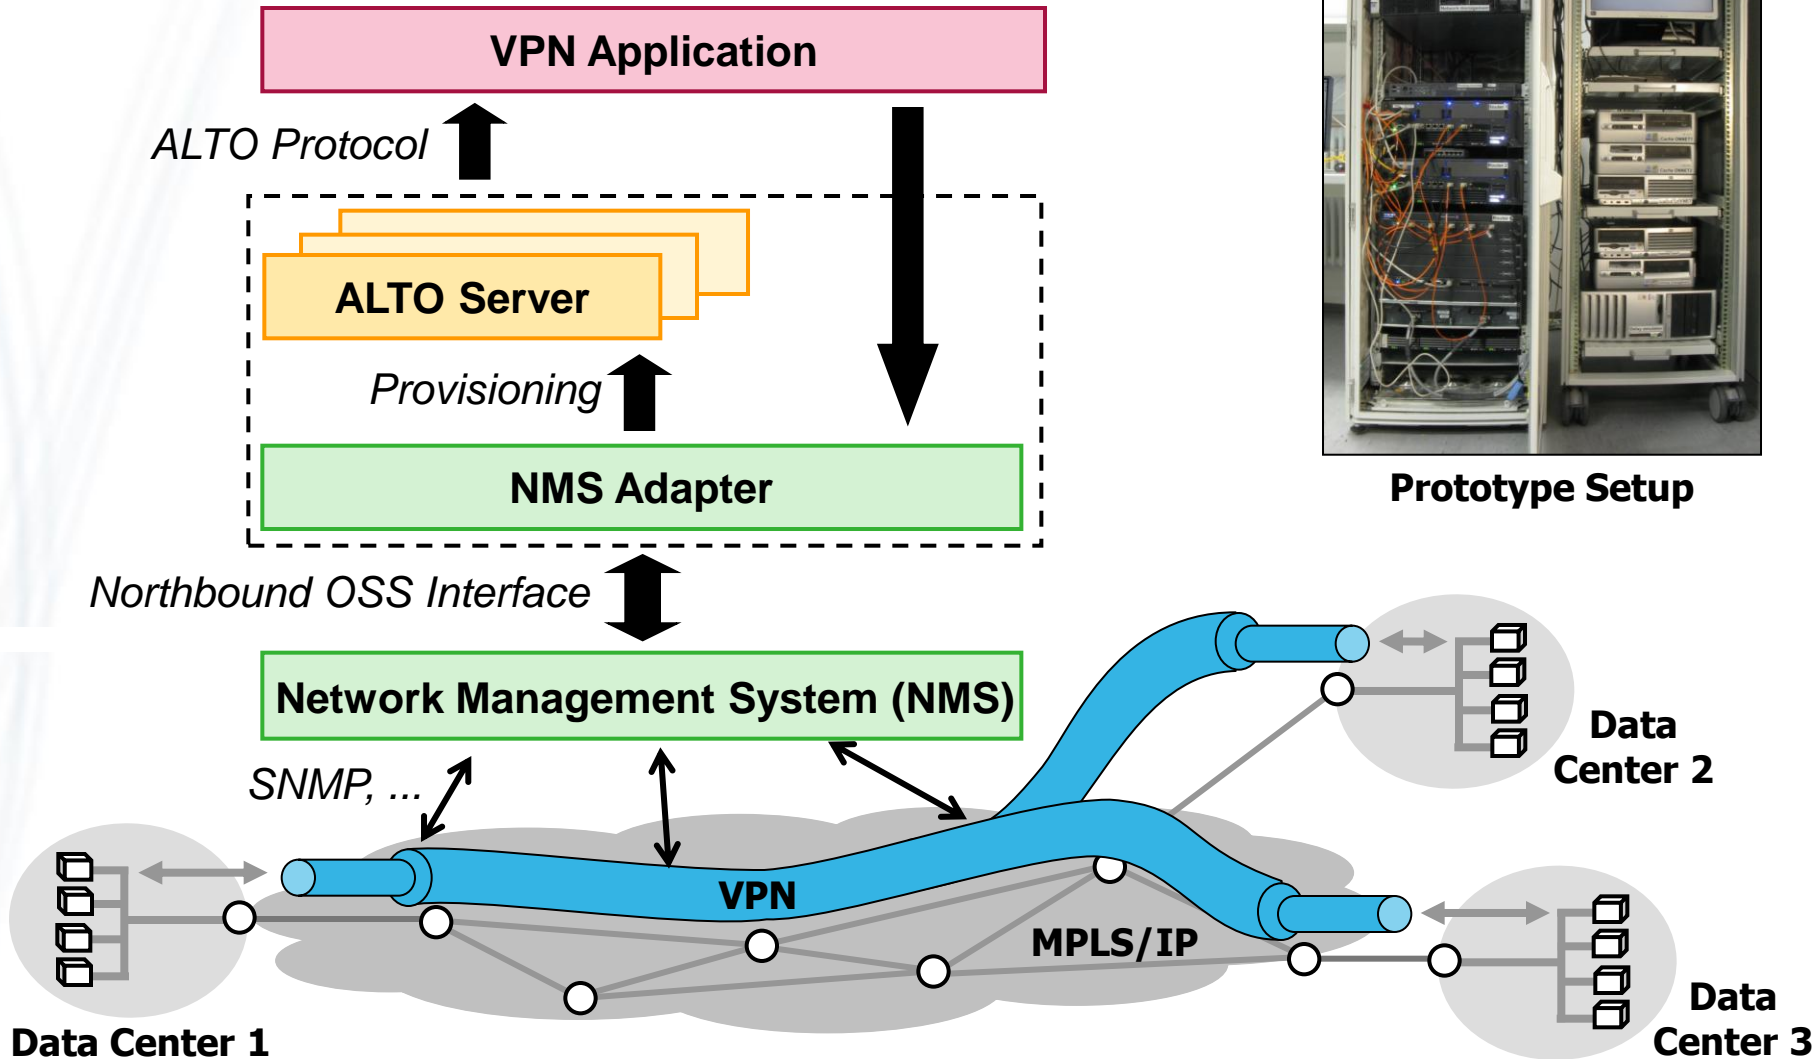 VPN Application
ALTO Protocol
ALTO Server
Provisioning
NMS Adapter
Prototype Setup
Northbound OSS Interface
Network Management System (NMS)
SNMP, ...
Data
Center 2
VPN
MPLS/IP
Data Center 1
Data
Center 3